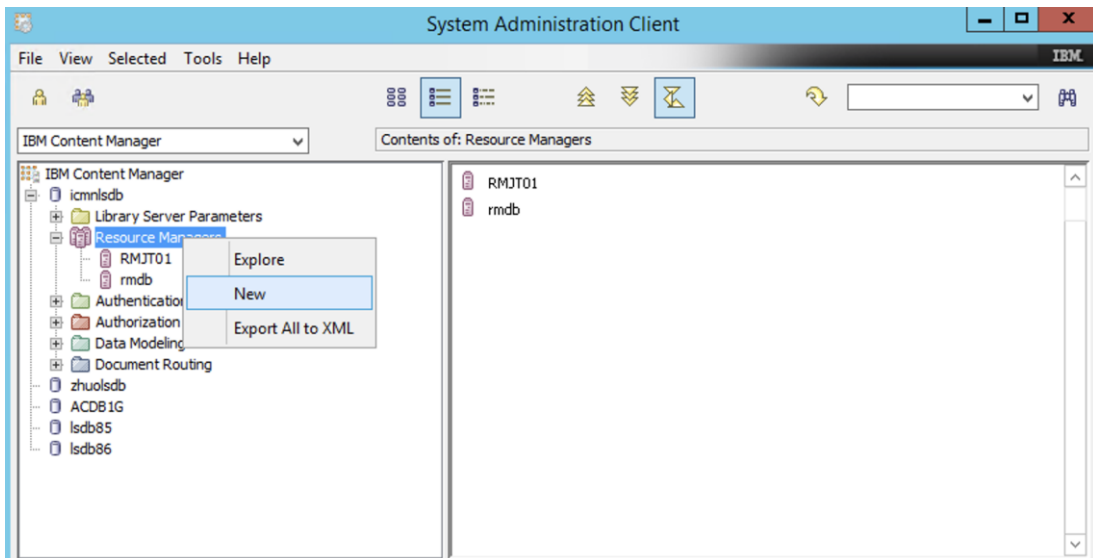 System Administration Client
File View Selected Tools Help
IBM.
IBM Content Manager
Contents of: Resource Managers
IBM Content Manager
icmnlsdb
Library Server Parameters
Resource Managers
RMJT01
rmdb
Authentication
Authorization
Data Modeling
Document Routing
zhuolsdb
ACDB1G
lsdb85
lsdb86
Explore
New
Export All to XML
RMJT01
rmdb